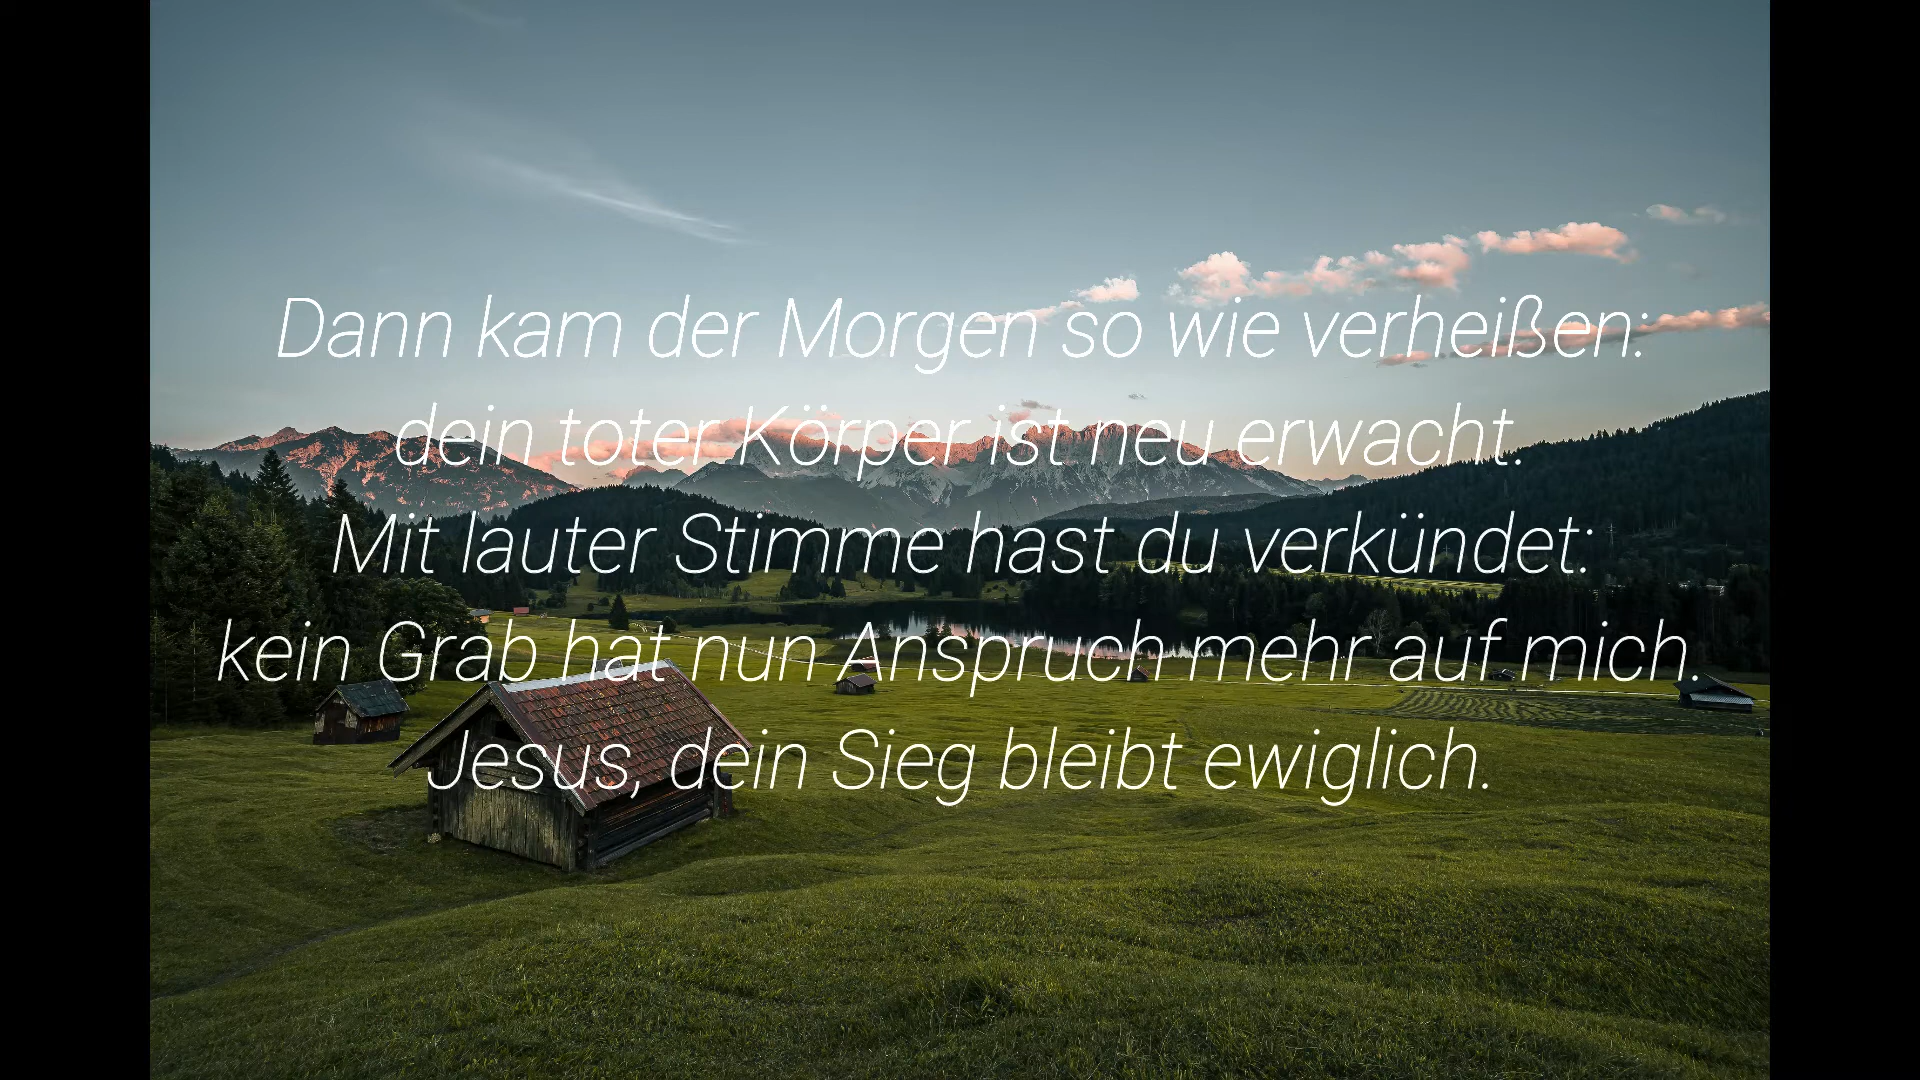 Dann kam der Morgen so wie verheißen:
dein toter Körper ist neu erwacht.
Mit lauter Stimme hast du verkündet:
kein Grab hat nun Anspruch mehr auf mich.
Jesus, dein Sieg bleibt ewiglich.